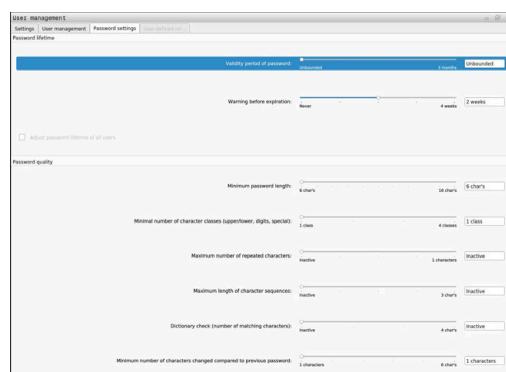 User management
Settings User management Password settings User defined set...
Password lifetime
Validity period of password: Unbounded 3 months Unbounded
Warning before expiration: Never 4 weeks 2 weeks
Adjust password lifetime of all users
Password quality
Minimum password length: 6 char's 10 char's 6 char's
Minimal number of character classes (upper/lower, digits, special): 1 class 4 classes 1 class
Maximum number of repeated characters: Inactive 1 characters Inactive
Maximum length of character sequences: Inactive 3 char's Inactive
Dictionary check (number of matching characters): Inactive 4 char's Inactive
Minimum number of characters changed compared to previous password: 1 characters 6 char's 1 characters